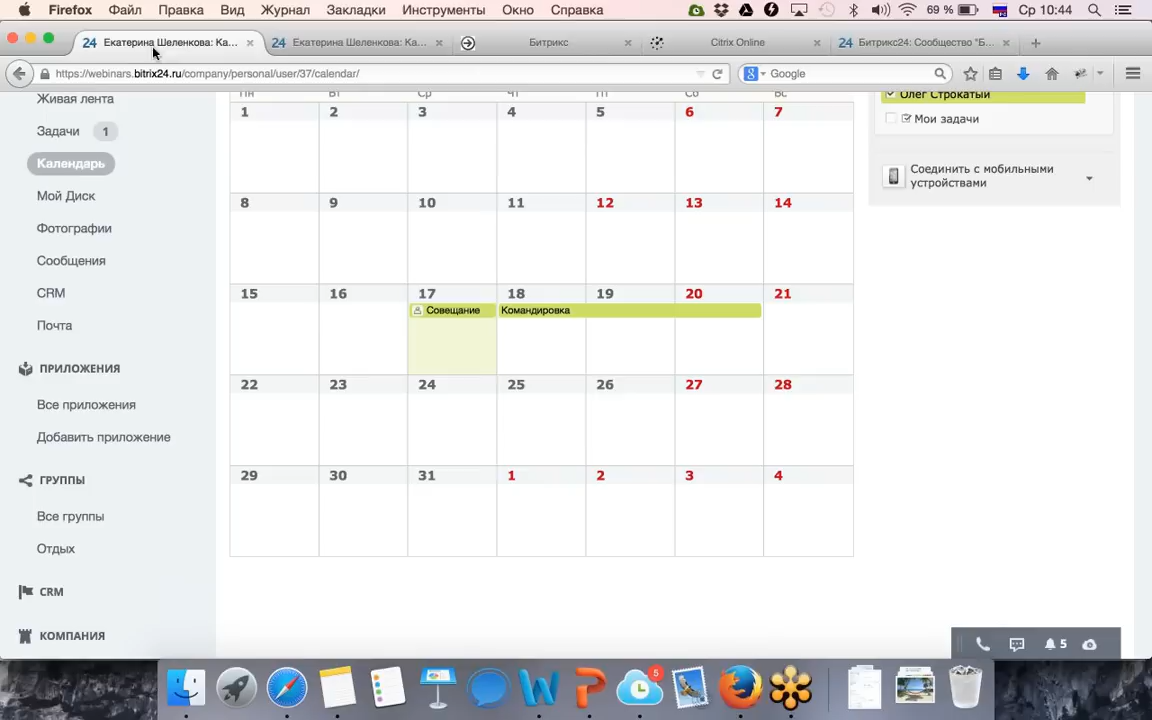 Firefox Файл Правка Вид Журнал Закладки Инструменты Окно Справка 69 % Ср 10:44
24 Екатерина Шеленкова: Ка... 24 Екатерина Шеленкова: Ка... Битрикс Citrix Online 24 Битрикс24: Сообщество "Б...
https://webinars.bitrix24.ru/company/personal/user/37/calendar/ Google
Живая лента
Задачи 1
Календарь
Мой Диск
Фотографии
Сообщения
CRM
Почта
ПРИЛОЖЕНИЯ
Все приложения
Добавить приложение
ГРУППЫ
Все группы
Отдых
CRM
КОМПАНИЯ
Пн Вт Ср Чт Пт Сб Вс
1 2 3 4 5 6 7
8 9 10 11 12 13 14
15 16 17 18 19 20 21
Совещание Командировка
22 23 24 25 26 27 28
29 30 31 1 2 3 4
Олег Строкатый
Мои задачи
Соединить с мобильными
устройствами
5
5